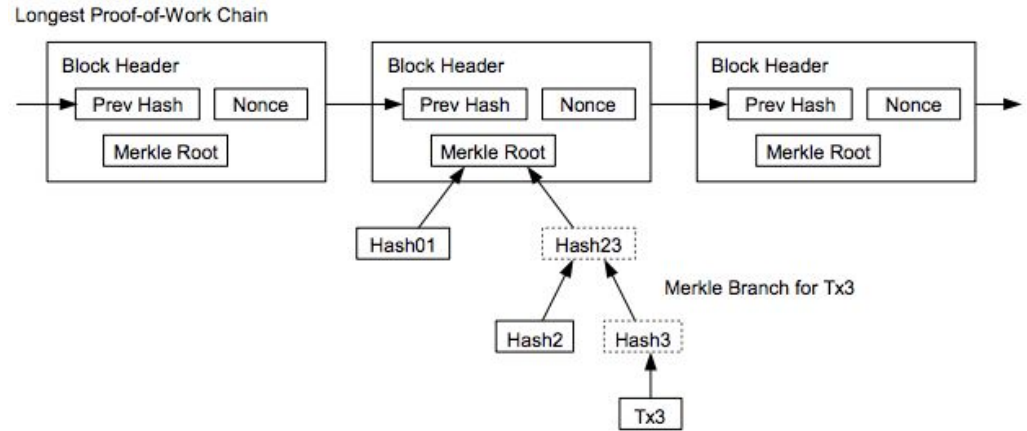 Longest Proof-of-Work Chain
Block Header Block Header Block Header
Prev Hash Nonce Prev Hash Nonce Prev Hash Nonce
Merkle Root Merkle Root Merkle Root
Hash01 Hash23
Merkle Branch for Tx3
Hash2 Hash3
Tx3